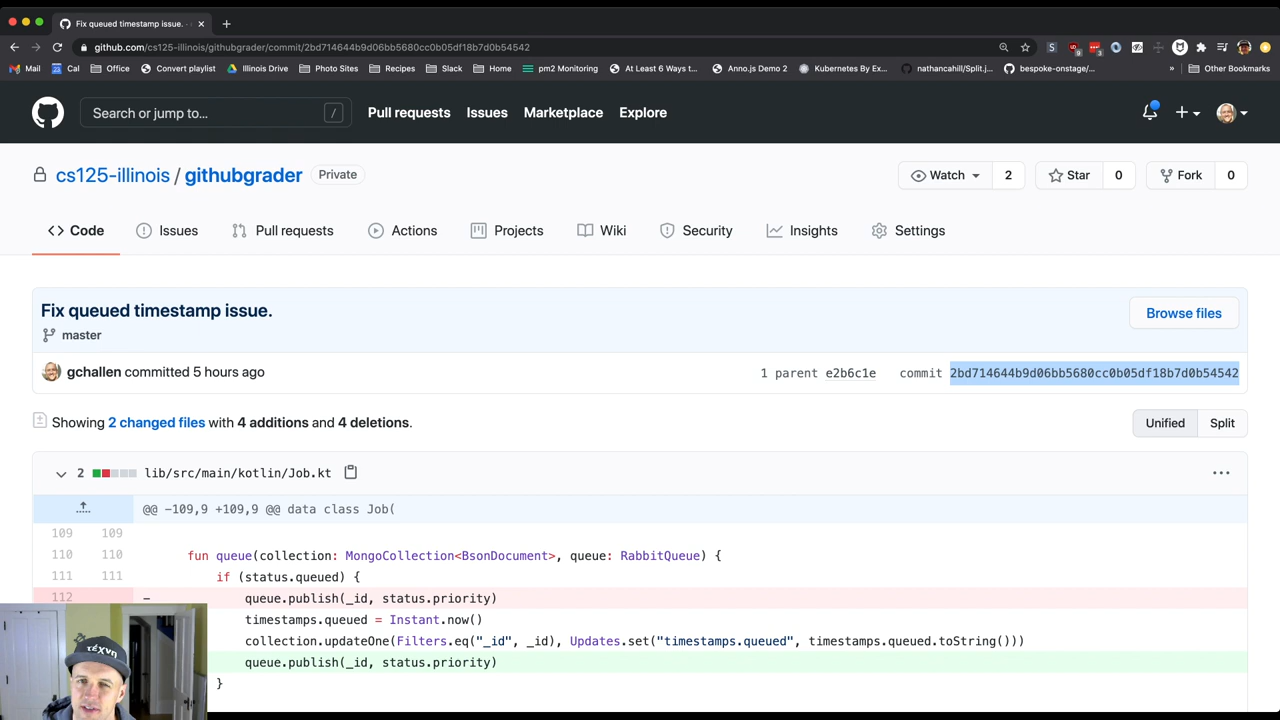 Fix queued timestamp issue. ·
github.com/cs125-illinois/githubgrader/commit/2bd714644b9d06bb5680cc0b05df18b7d0b54542
Mail Cal Office Convert playlist Illinois Drive Photo Sites Recipes Slack Home pm2 Monitoring At Least 6 Ways t... Anno.js Demo 2 Kubernetes By Ex... nathancahill/Split.j... bespoke-onstage/... » Other Bookmarks
Search or jump to... / Pull requests Issues Marketplace Explore
cs125-illinois / githubgrader Private Watch 2 Star 0 Fork 0
Code Issues Pull requests Actions Projects Wiki Security Insights Settings
Fix queued timestamp issue. Browse files
master
gchallen committed 5 hours ago 1 parent e2b6c1e commit 2bd714644b9d06bb5680cc0b05df18b7d0b54542
Showing 2 changed files with 4 additions and 4 deletions. Unified Split
2 lib/src/main/kotlin/Job.kt ...
@@ -109,9 +109,9 @@ data class Job(
109 109
110 110 fun queue(collection: MongoCollection<BsonDocument>, queue: RabbitQueue) {
111 111 if (status.queued) {
112 - queue.publish(_id, status.priority)
timestamps.queued = Instant.now()
collection.updateOne(Filters.eq("_id", _id), Updates.set("timestamps.queued", timestamps.queued.toString()))
queue.publish(_id, status.priority)
}
τέχνη